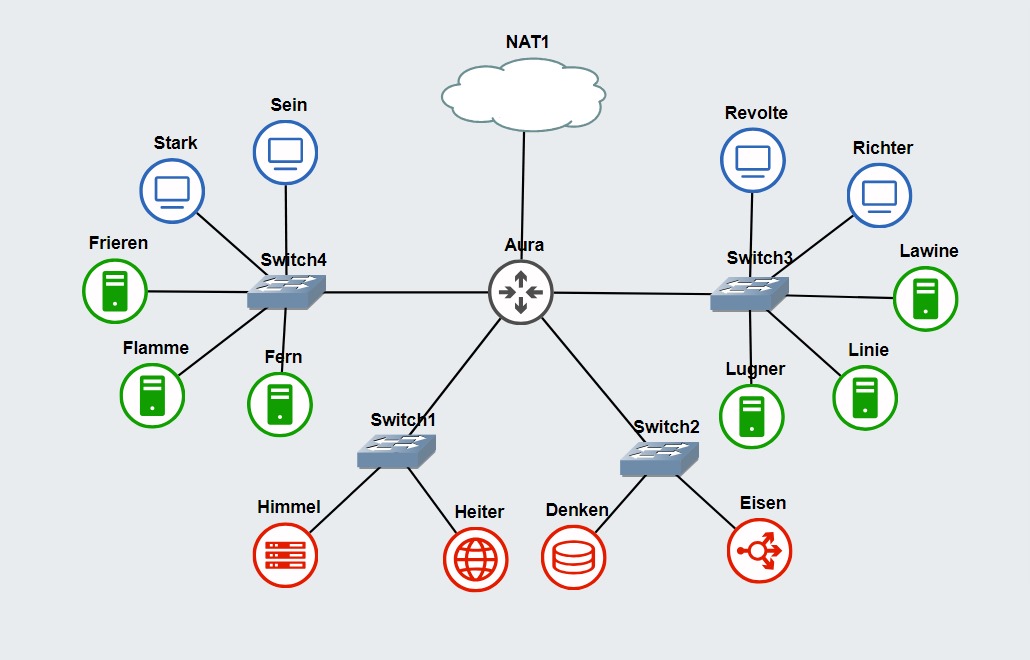 NAT1
Sein
Revolte
Stark
Richter
Frieren
Switch4
Aura
Switch3
Lawine
Flamme
Fern
Lugner
Linie
Switch1
Switch2
Himmel
Heiter
Denken
Eisen